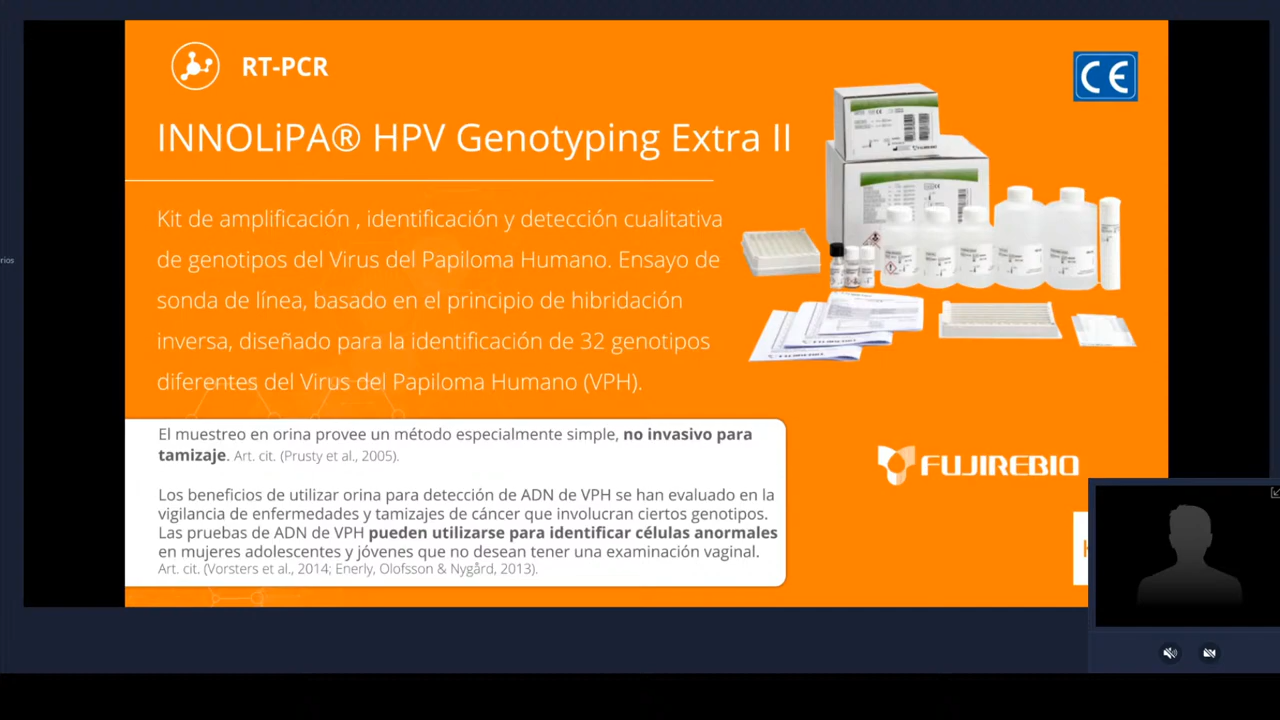 RT-PCR
CE
INNOLiPA® HPV Genotyping Extra II
Kit de amplificación , identificación y detección cualitativa
de genotipos del Virus del Papiloma Humano. Ensayo de
sonda de línea, basado en el principio de hibridación
inversa, diseñado para la identificación de 32 genotipos
diferentes del Virus del Papiloma Humano (VPH).
FUJIREBIO
FUJIREBIO
El muestreo en orina provee un método especialmente simple, no invasivo para
tamizaje. Art. cit. (Prusty et al., 2005).
Los beneficios de utilizar orina para detección de ADN de VPH se han evaluado en la
vigilancia de enfermedades y tamizajes de cáncer que involucran ciertos genotipos.
Las pruebas de ADN de VPH pueden utilizarse para identificar células anormales
en mujeres adolescentes y jóvenes que no desean tener una examinación vaginal.
Art. cit. (Vorsters et al., 2014; Enerly, Olofsson & Nygård, 2013).
FUJIREBIO
rios